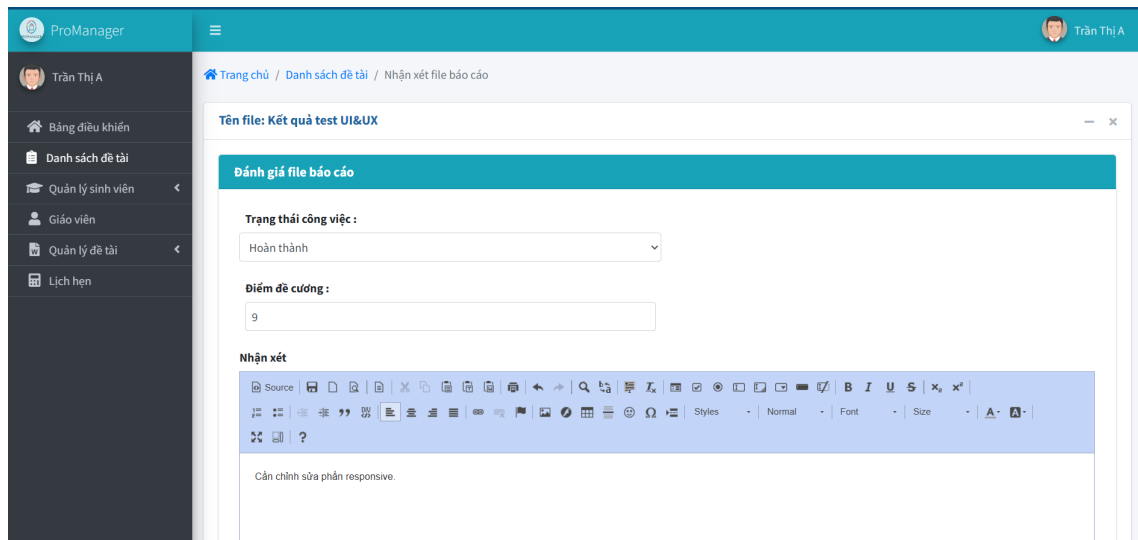 ProManager
Trần Thị A
Trần Thị A
Trang chủ / Danh sách đề tài / Nhận xét file báo cáo
Bảng điều khiển
Danh sách đề tài
Quản lý sinh viên
Giáo viên
Quản lý đề tài
Lịch hẹn
Tên file: Kết quả test UI&UX
Đánh giá file báo cáo
Trạng thái công việc :
Hoàn thành
Điểm đề cương :
9
Nhận xét
Source B I U S x₂ x²
Styles Normal Font Size A A
?
Cần chỉnh sửa phần responsive.